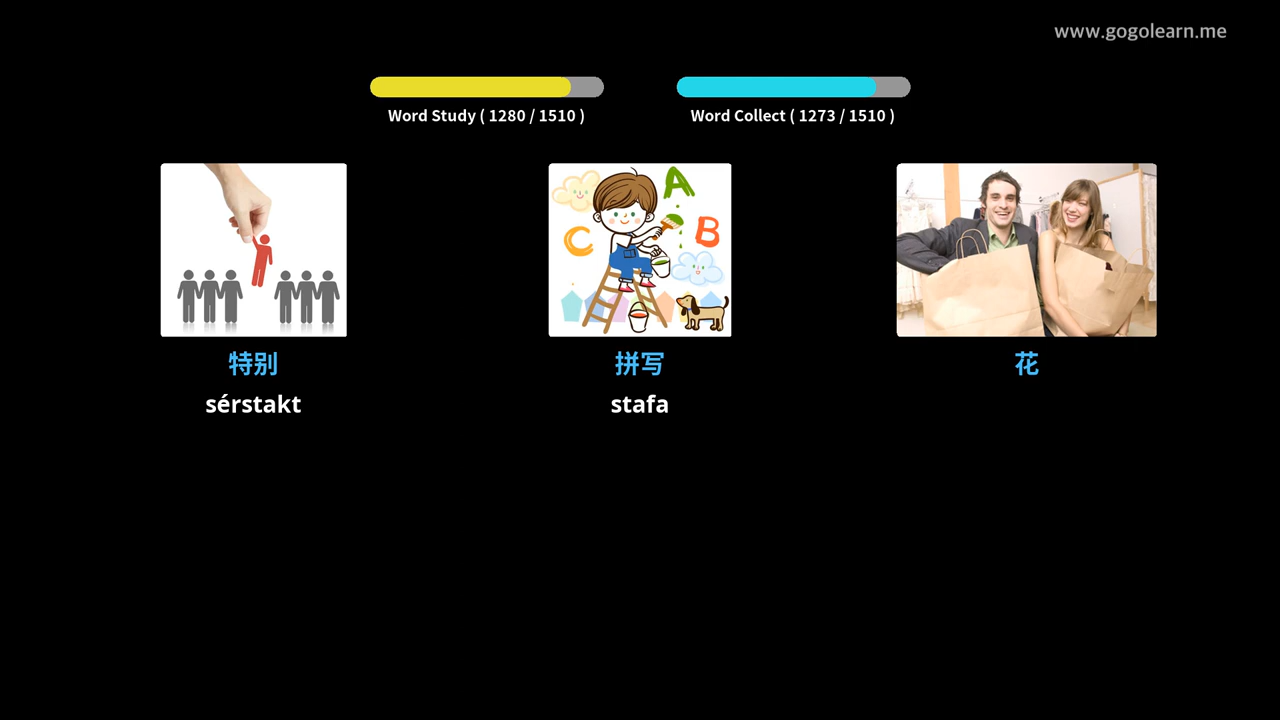 www.gogolearn.me
Word Study ( 1280 / 1510 )
Word Collect ( 1273 / 1510 )
A
B
C
特别
拼写
花
sérstakt
stafa